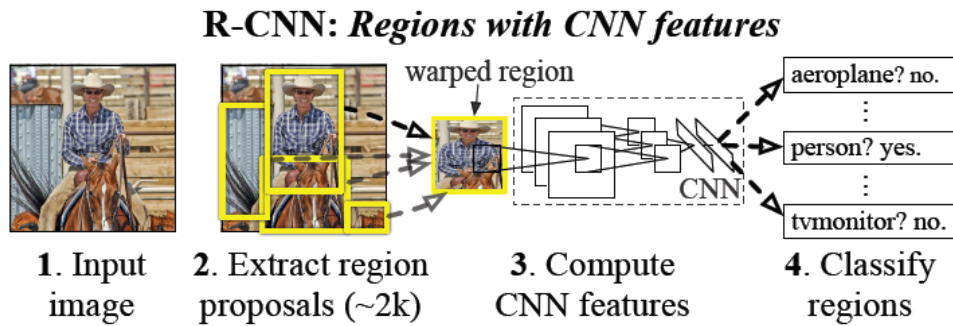 R-CNN: Regions with CNN features
warped region
aeroplane? no.
⋮
person? yes.
⋮
tvmonitor? no.
CNN
1. Input
image
2. Extract region
proposals (~2k)
3. Compute
CNN features
4. Classify
regions